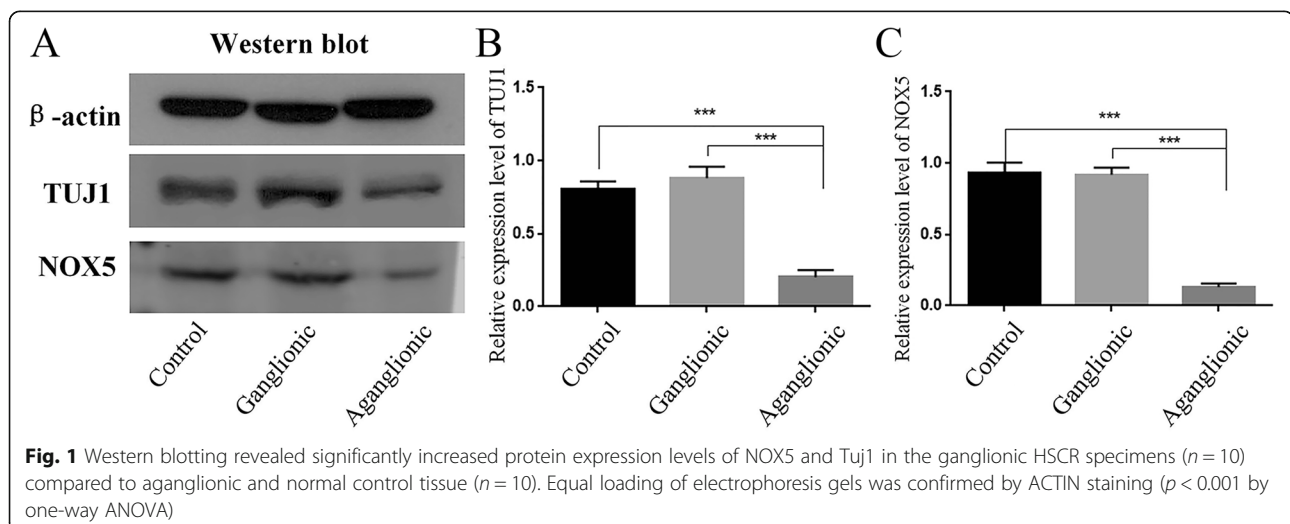 A
Western blot
β-actin
TUJ1
NOX5
Control
Ganglionic
Aganglionic
B
Relative expression level of TUJ1
1.5
1.0
0.5
0.0
***
***
Control
Ganglionic
Aganglionic
C
Relative expression level of NOX5
1.5
1.0
0.5
0.0
***
***
Control
Ganglionic
Aganglionic
Fig. 1 Western blotting revealed significantly increased protein expression levels of NOX5 and Tuj1 in the ganglionic HSCR specimens (n = 10)
compared to aganglionic and normal control tissue (n = 10). Equal loading of electrophoresis gels was confirmed by ACTIN staining (p < 0.001 by
one-way ANOVA)